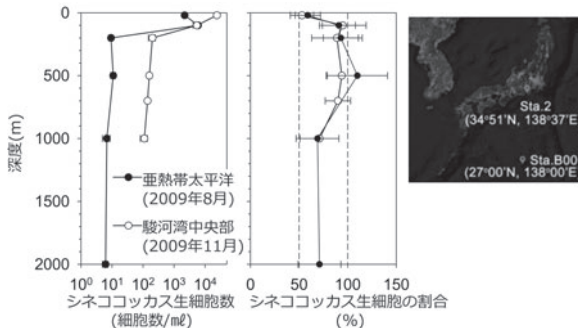 0
500
1000
1500
2000
深度(m)
亜熱帯太平洋
(2009年8月)
駿河湾中央部
(2009年11月)
10⁰ 10¹ 10² 10³ 10⁴
シネココッカス生細胞数
(細胞数/mℓ)
0 50 100 150
シネココッカス生細胞の割合
(%)
Sta.2
(34°51'N, 138°37'E)
Sta.B00
(27°00'N, 138°00'E)